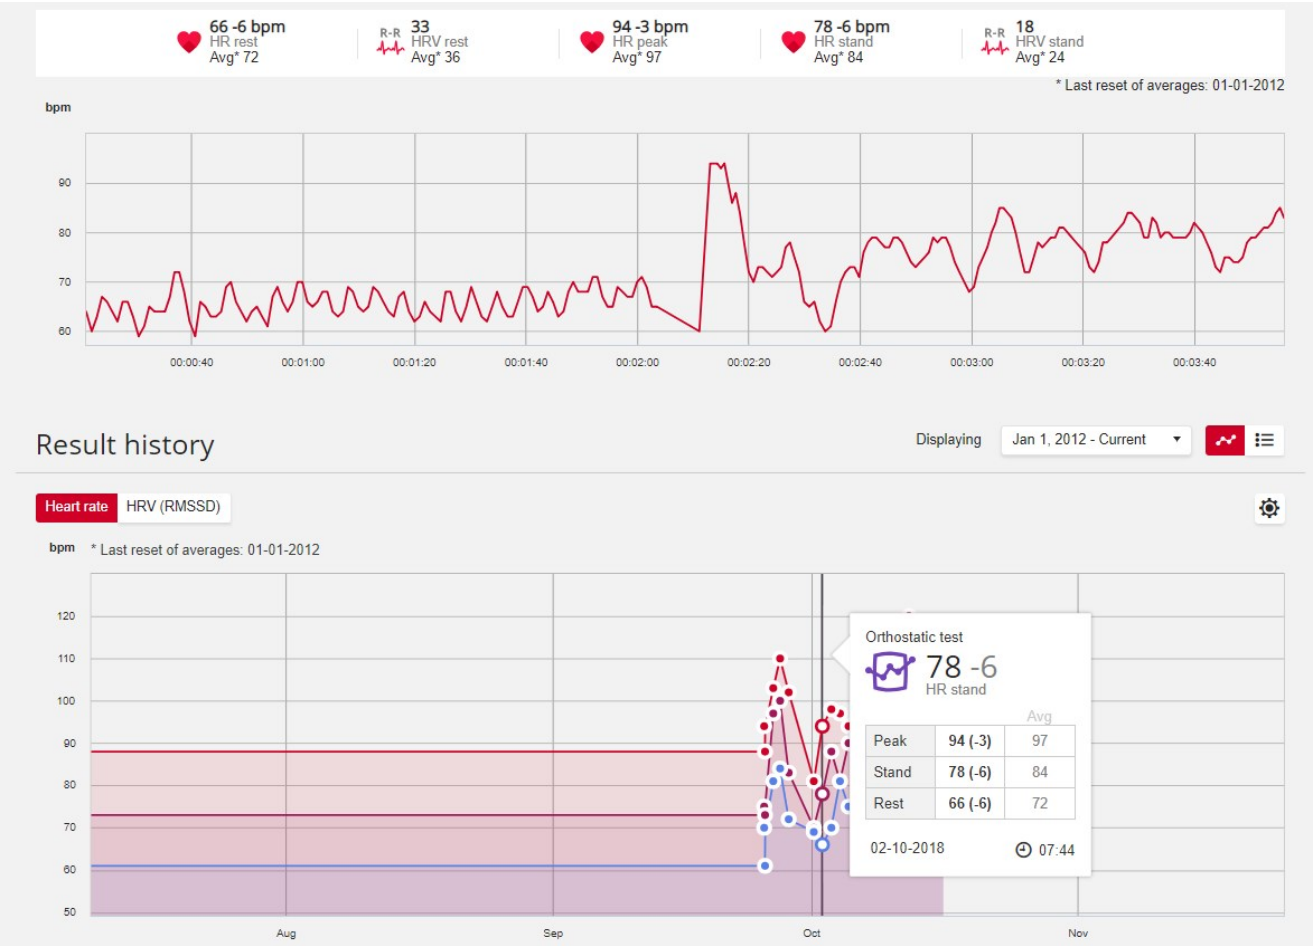 66 -6 bpm
HR rest
Avg* 72
R-R 33
HRV rest
Avg* 36
94 -3 bpm
HR peak
Avg* 97
78 -6 bpm
HR stand
Avg* 84
R-R 18
HRV stand
Avg* 24
* Last reset of averages: 01-01-2012
bpm
90
80
70
60
00:00:40 00:01:00 00:01:20 00:01:40 00:02:00 00:02:20 00:02:40 00:03:00 00:03:20 00:03:40
Result history
Displaying Jan 1, 2012 - Current
Heart rate HRV (RMSSD)
bpm * Last reset of averages: 01-01-2012
120
110
100
90
80
70
60
50
Aug Sep Oct Nov
Orthostatic test
78 -6
HR stand
Avg
Peak 94 (-3) 97
Stand 78 (-6) 84
Rest 66 (-6) 72
02-10-2018 07:44